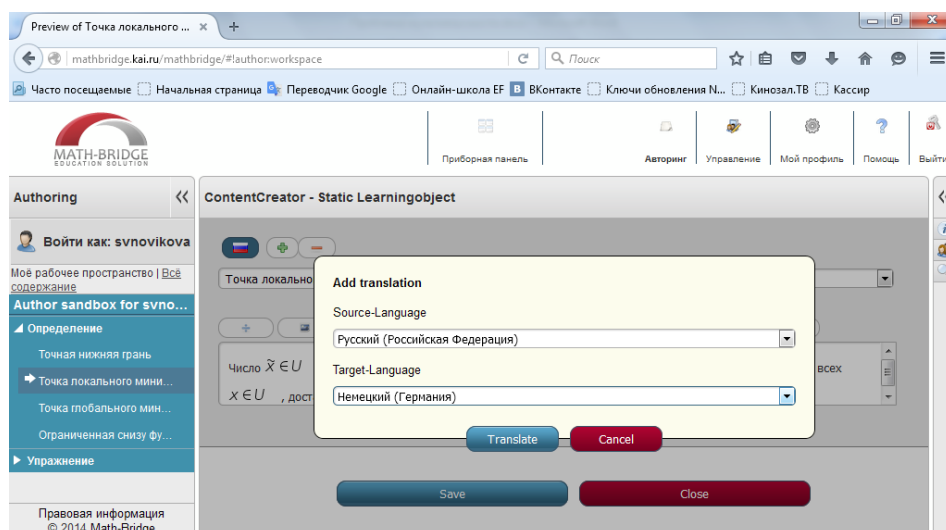 Preview of Точка локального ... × +
mathbridge.kai.ru/mathbridge/#!author:workspace
Поиск
Часто посещаемые Начальная страница Переводчик Google Онлайн-школа EF ВКонтакте Ключи обновления N... Кинозал.ТВ Кассир
MATH-BRIDGE
EDUCATION SOLUTION
Приборная панель
Авторинг
Управление
Мой профиль
Помощь
Выйти
Authoring
ContentCreator - Static Learningobject
Войти как: svnovikova
Моё рабочее пространство | Всё
содержание
Author sandbox for svno...
Определение
Точная нижняя грань
Точка локального мини...
Точка глобального мин...
Ограниченная снизу фу...
Упражнение
Правовая информация
© 2014 Math-Bridge
Точка локально
Add translation
Source-Language
Русский (Российская Федерация)
Target-Language
Немецкий (Германия)
Translate
Cancel
Число x̃ ∈ U
всех
x ∈ U , дост
Save
Close